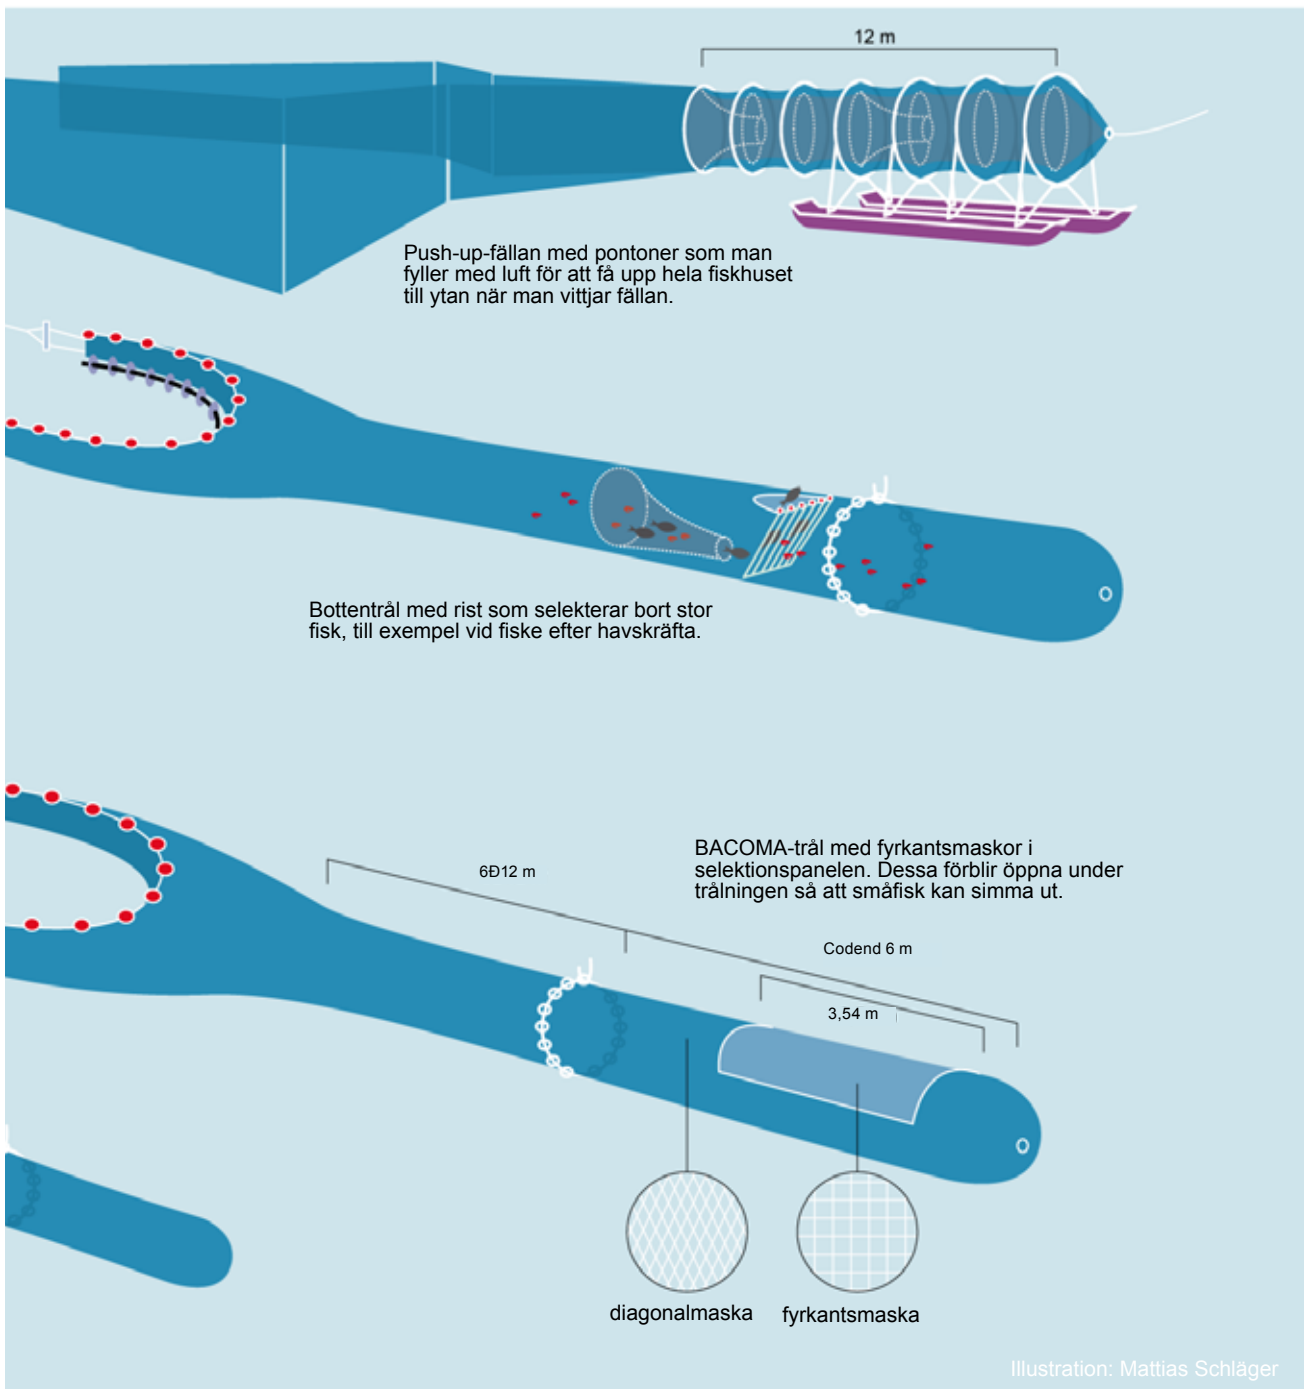 12 m
Push-up-fällan med pontoner som man
fyller med luft för att få upp hela fiskhuset
till ytan när man vittjar fällan.
Bottentrål med rist som selekterar bort stor
fisk, till exempel vid fiske efter havskräfta.
BACOMA-trål med fyrkantsmaskor i
selektionspanelen. Dessa förblir öppna under
trålningen så att småfisk kan simma ut.
6Ð12 m
Codend 6 m
3,54 m
diagonalmaska
fyrkantsmaska
Illustration: Mattias Schläger